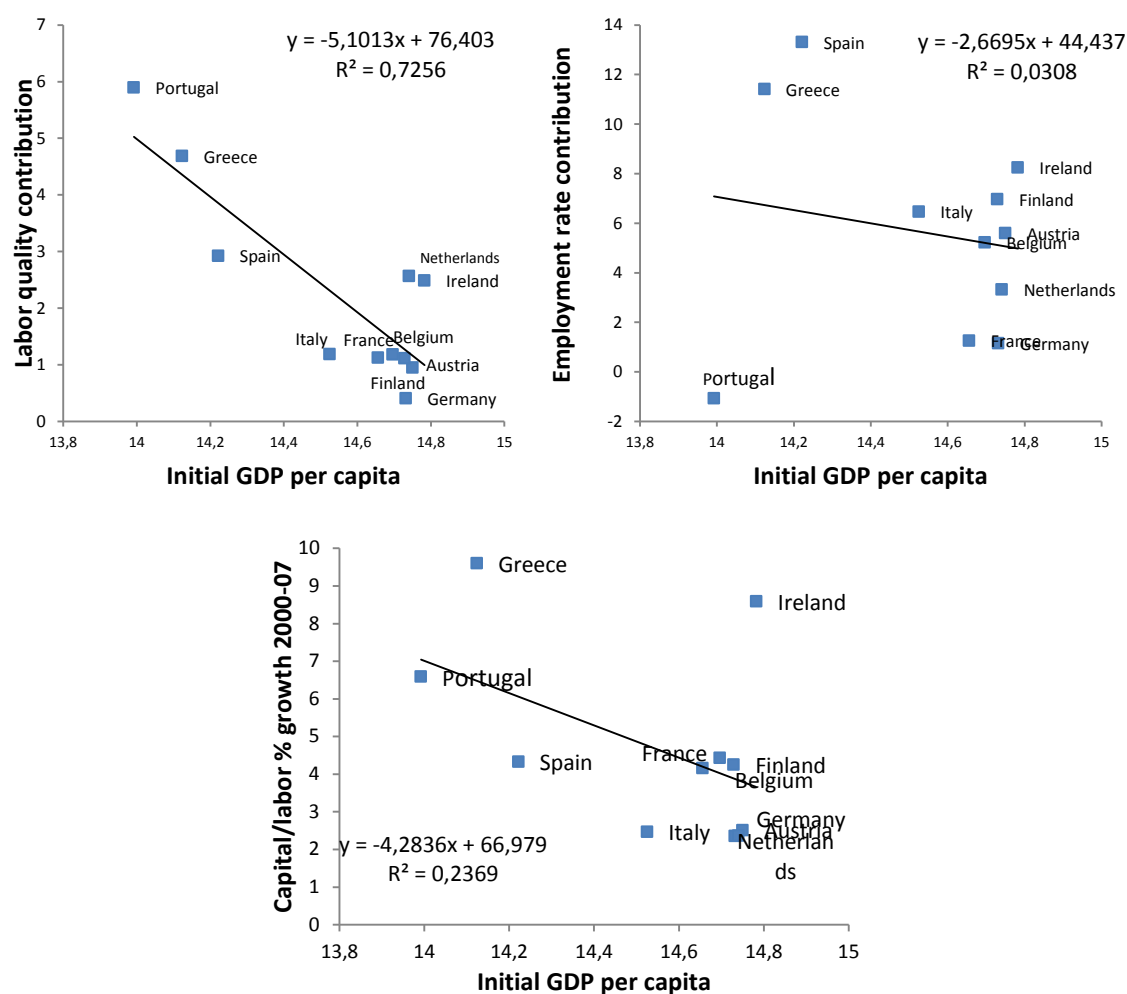 Labor quality contribution
7
6
5
4
3
2
1
0
y = -5,1013x + 76,403
R² = 0,7256
Portugal
Greece
Spain
Netherlands
Ireland
Italy
France
Belgium
Austria
Finland
Germany
13,8
14
14,2
14,4
14,6
14,8
15
Initial GDP per capita
Employment rate contribution
14
12
10
8
6
4
2
0
-2
y = -2,6695x + 44,437
R² = 0,0308
Spain
Greece
Ireland
Finland
Italy
Austria
Belgium
Netherlands
France
Germany
Portugal
13,8
14
14,2
14,4
14,6
14,8
15
Initial GDP per capita
Capital/labor % growth 2000-07
10
9
8
7
6
5
4
3
2
1
0
Greece
Ireland
Portugal
France
Spain
Finland
Belgium
Germany
Italy
Austria
Netherlan
ds
y = -4,2836x + 66,979
R² = 0,2369
13,8
14
14,2
14,4
14,6
14,8
15
Initial GDP per capita